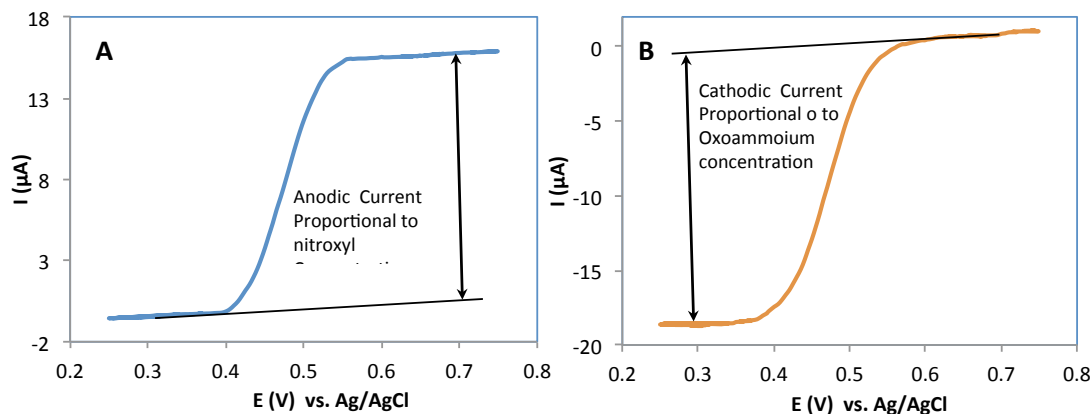 18
13
8
3
-2
0.2
0.3
0.4
0.5
0.6
0.7
0.8
I (µA)
E (V) vs. Ag/AgCl
A
Anodic Current
Proportional to
nitroxyl
0
-5
-10
-15
-20
0.2
0.3
0.4
0.5
0.6
0.7
0.8
I (µA)
E (V) vs. Ag/AgCl
B
Cathodic Current
Proportional o to
Oxoammoium
concentration